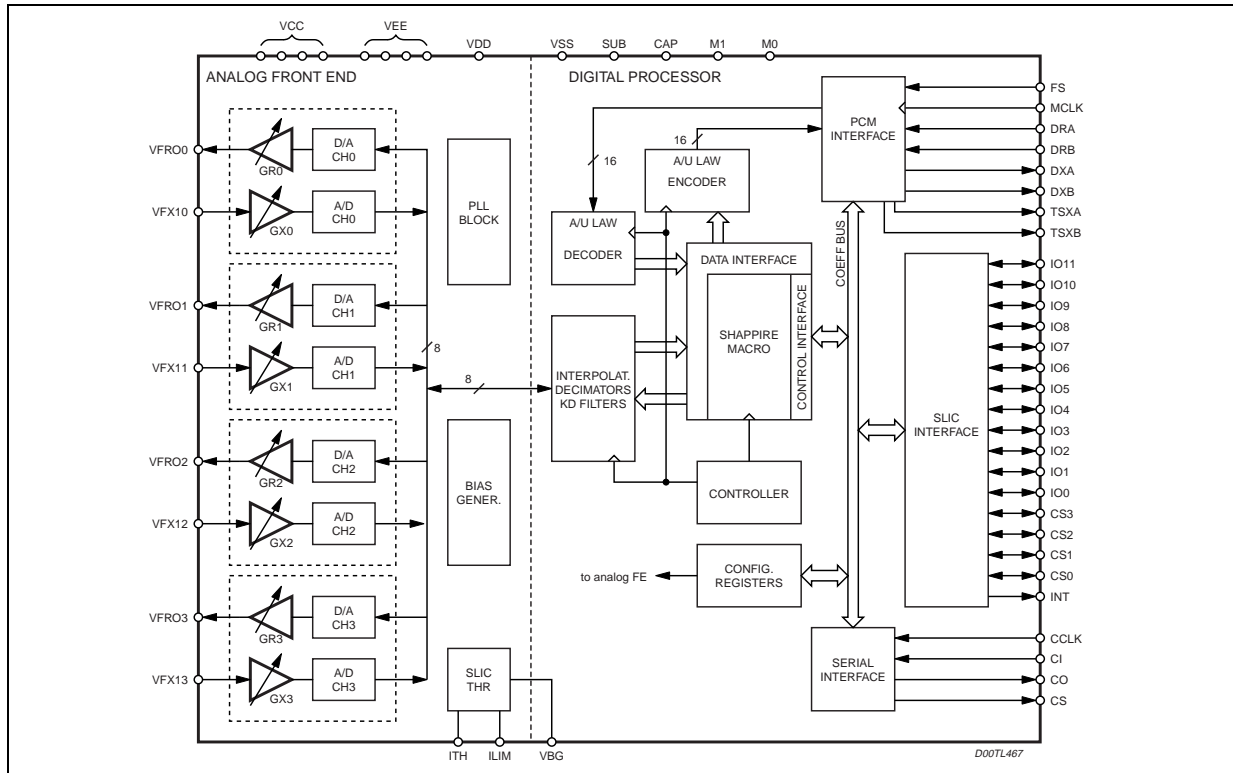 VCC
VEE
VDD
VSS
SUB
CAP
M1
M0
ANALOG FRONT END
DIGITAL PROCESSOR
VFRO0
GR0
D/A
CH0
VFX10
GX0
A/D
CH0
VFRO1
GR1
D/A
CH1
VFX11
GX1
A/D
CH1
VFRO2
GR2
D/A
CH2
VFX12
GX2
A/D
CH2
VFRO3
GR3
D/A
CH3
VFX13
GX3
A/D
CH3
8
8
PLL
BLOCK
BIAS
GENER.
SLIC
THR
ITH
ILIM
VBG
16
16
A/U LAW
ENCODER
A/U LAW
DECODER
PCM
INTERFACE
DATA INTERFACE
SHAPPIRE
MACRO
CONTROL INTERFACE
COEFF BUS
INTERPOLAT.
DECIMATORS
KD FILTERS
CONTROLLER
to analog FE
CONFIG.
REGISTERS
SLIC
INTERFACE
SERIAL
INTERFACE
FS
MCLK
DRA
DRB
DXA
DXB
TSXA
TSXB
IO11
IO10
IO9
IO8
IO7
IO6
IO5
IO4
IO3
IO2
IO1
IO0
CS3
CS2
CS1
CS0
INT
CCLK
CI
CO
CS
D00TL467